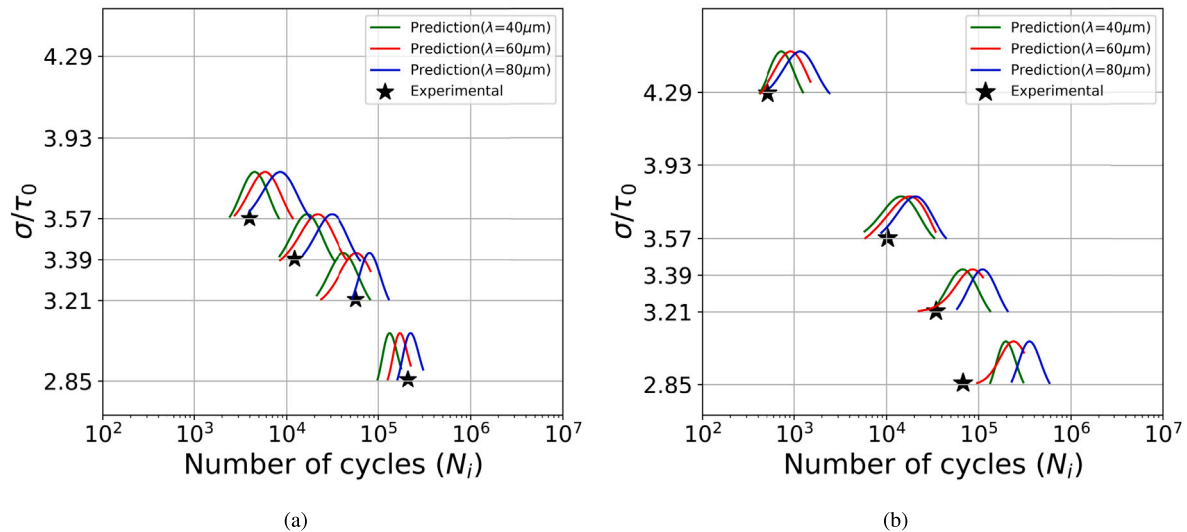 Prediction(λ=40μm)
Prediction(λ=60μm)
Prediction(λ=80μm)
Experimental
4.29
3.93
3.57
3.39
3.21
2.85
σ/τ0
10^2 10^3 10^4 10^5 10^6 10^7
Number of cycles (N_i)
(a)
Prediction(λ=40μm)
Prediction(λ=60μm)
Prediction(λ=80μm)
Experimental
4.29
3.93
3.57
3.39
3.21
2.85
σ/τ0
10^2 10^3 10^4 10^5 10^6 10^7
Number of cycles (N_i)
(b)